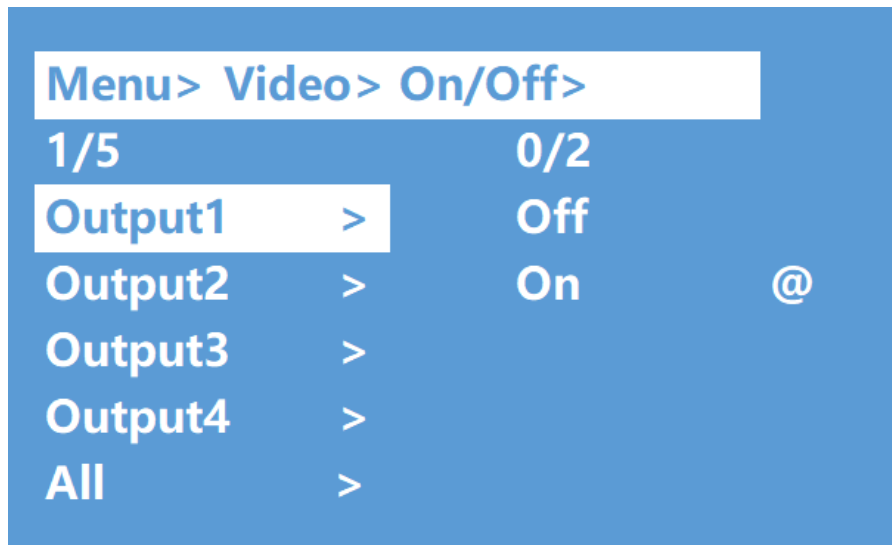 Menu> Video> On/Off>
1/5 0/2
Output1 > Off
Output2 > On @
Output3 >
Output4 >
All >